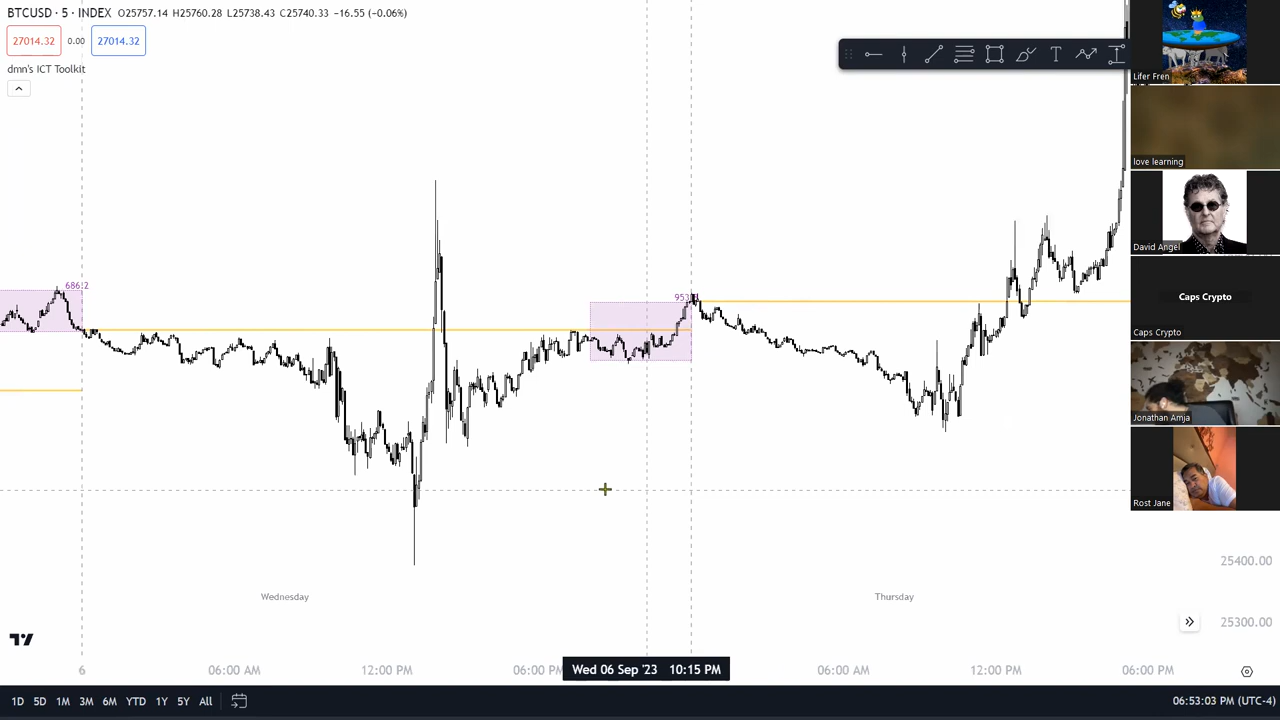 BTCUSD · 5 · INDEX O25757.14 H25760.28 L25738.43 C25740.33 −16.55 (−0.06%)
27014.32 0.00 27014.32
dmn's ICT Toolkit
T
Lifer Fren
love learning
David Angel
Caps Crypto
Caps Crypto
Jonathan Amja
Rost Jane
25400.00
25300.00
Wednesday Thursday
6 06:00 AM 12:00 PM 06:00 PM Wed 06 Sep '23 10:15 PM 06:00 AM 12:00 PM 06:00 PM
1D 5D 1M 3M 6M YTD 1Y 5Y All 06:53:03 PM (UTC-4)